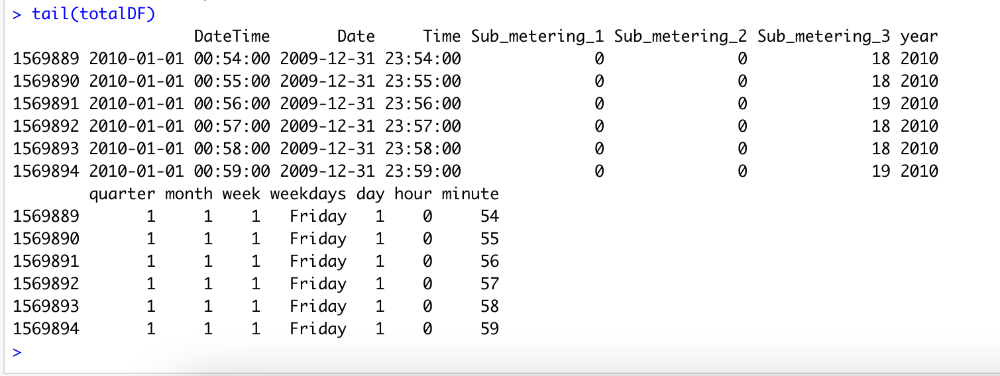 > tail(totalDF)
DateTime Date Time Sub_metering_1 Sub_metering_2 Sub_metering_3 year
1569889 2010-01-01 00:54:00 2009-12-31 23:54:00 0 0 18 2010
1569890 2010-01-01 00:55:00 2009-12-31 23:55:00 0 0 18 2010
1569891 2010-01-01 00:56:00 2009-12-31 23:56:00 0 0 19 2010
1569892 2010-01-01 00:57:00 2009-12-31 23:57:00 0 0 18 2010
1569893 2010-01-01 00:58:00 2009-12-31 23:58:00 0 0 18 2010
1569894 2010-01-01 00:59:00 2009-12-31 23:59:00 0 0 19 2010
quarter month week weekdays day hour minute
1569889 1 1 1 Friday 1 0 54
1569890 1 1 1 Friday 1 0 55
1569891 1 1 1 Friday 1 0 56
1569892 1 1 1 Friday 1 0 57
1569893 1 1 1 Friday 1 0 58
1569894 1 1 1 Friday 1 0 59
>